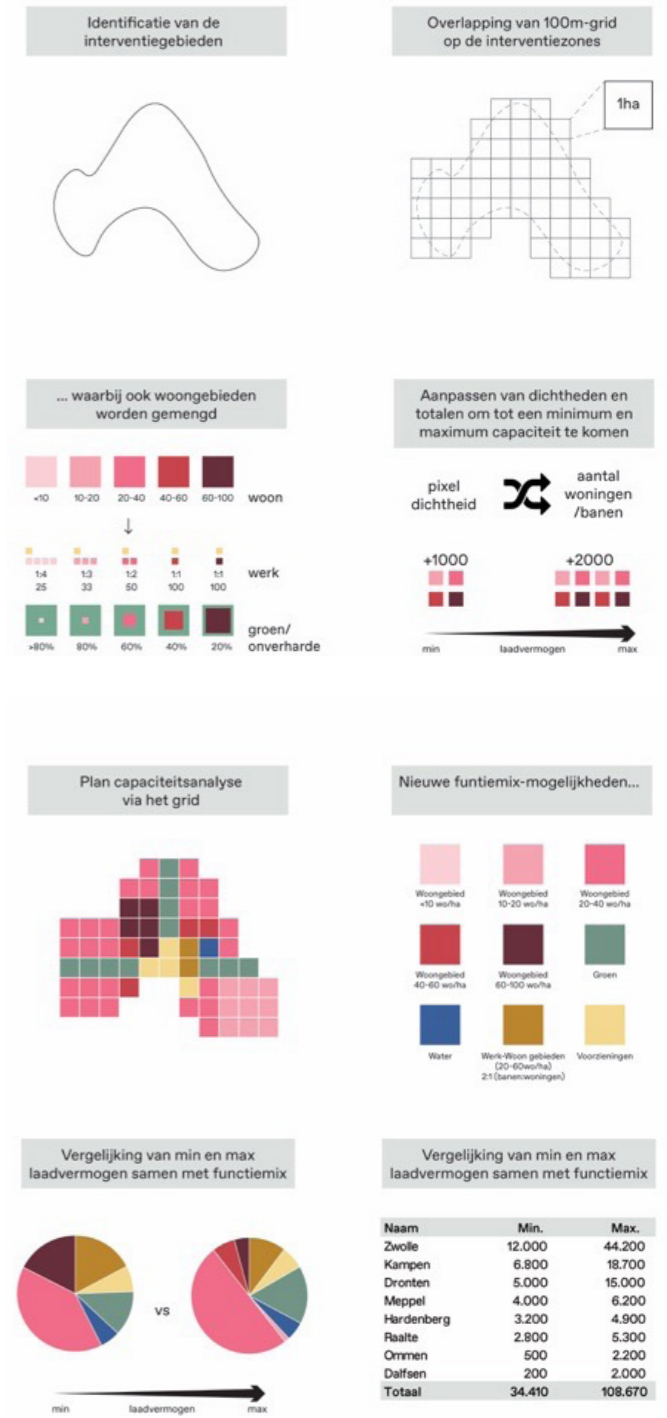 Identificatie van de
interventiegebieden
Overlapping van 100m-grid
op de interventiezones
1ha
... waarbij ook woongebieden
worden gemengd
<10 10-20 20-40 40-60 60-100 woon
↓
1:4 1:3 1:2 1:1 1:1 werk
25 33 50 100 100
>80% 80% 60% 40% 20%
groen/
onverharde
Aanpassen van dichtheden en
totalen om tot een minimum en
maximum capaciteit te komen
pixel
dichtheid
aantal
woningen
/banen
+1000 +2000
min laadvermogen max
Plan capaciteitsanalyse
via het grid
Nieuwe funtiemix-mogelijkheden...
Woongebied
<10 wo/ha
Woongebied
10-20 wo/ha
Woongebied
20-40 wo/ha
Woongebied
40-60 wo/ha
Woongebied
60-100 wo/ha
Groen
Water
Werk-Woon gebieden
(20-60wo/ha)
2:1 (banen:woningen)
Voorzieningen
Vergelijking van min en max
laadvermogen samen met functiemix
vs
min laadvermogen max
Vergelijking van min en max
laadvermogen samen met functiemix
Naam Min. Max.
Zwolle 12.000 44.200
Kampen 6.800 18.700
Dronten 5.000 15.000
Meppel 4.000 6.200
Hardenberg 3.200 4.900
Raalte 2.800 5.300
Ommen 500 2.200
Dalfsen 200 2.000
Totaal 34.410 108.670